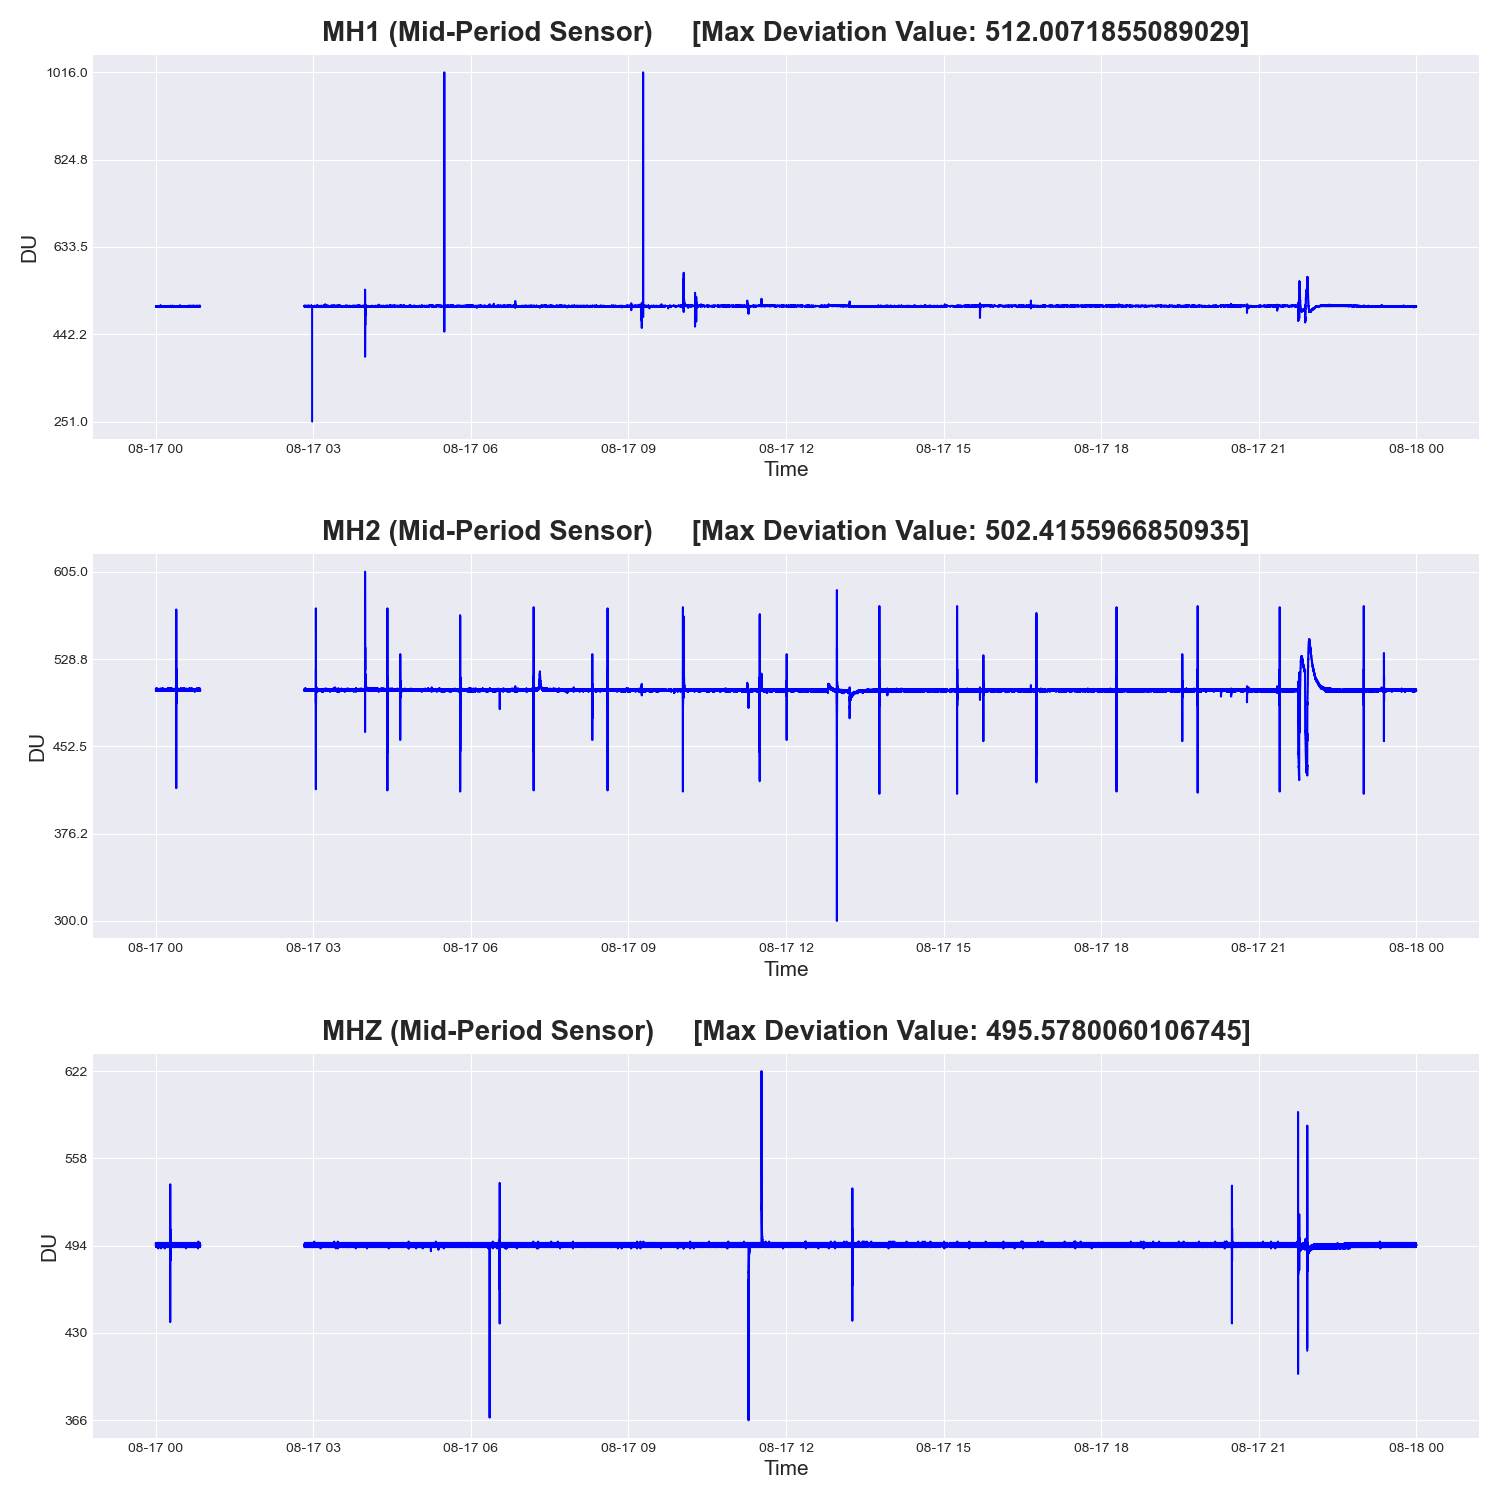 MH1 (Mid-Period Sensor) [Max Deviation Value: 512.0071855089029]
1016.0
824.8
633.5
442.2
251.0
DU
08-17 00 08-17 03 08-17 06 08-17 09 08-17 12 08-17 15 08-17 18 08-17 21 08-18 00
Time
MH2 (Mid-Period Sensor) [Max Deviation Value: 502.4155966850935]
605.0
528.8
452.5
376.2
300.0
DU
08-17 00 08-17 03 08-17 06 08-17 09 08-17 12 08-17 15 08-17 18 08-17 21 08-18 00
Time
MHZ (Mid-Period Sensor) [Max Deviation Value: 495.5780060106745]
622
558
494
430
366
DU
08-17 00 08-17 03 08-17 06 08-17 09 08-17 12 08-17 15 08-17 18 08-17 21 08-18 00
Time